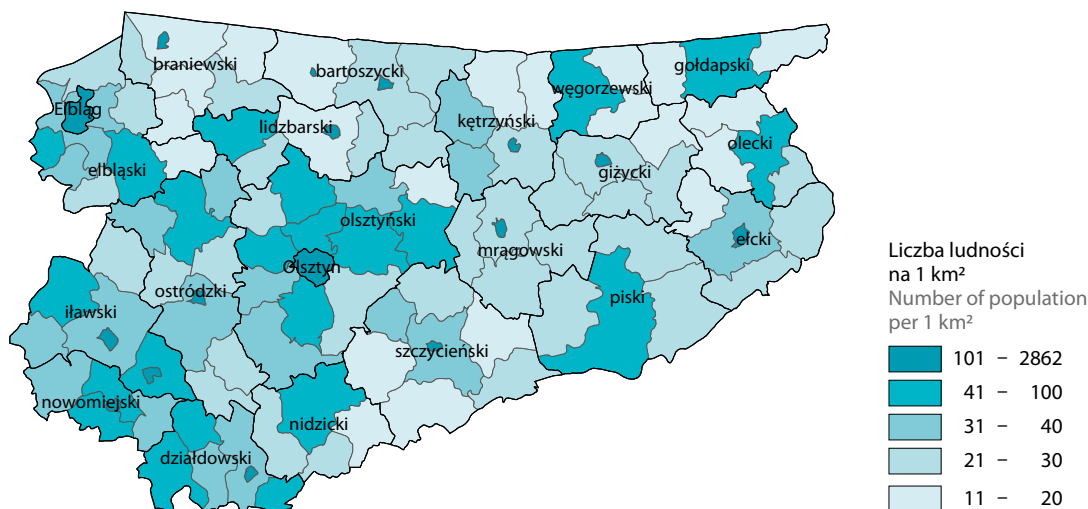 braniewski
bartoszycki
gołdapski
węgorzewski
Elbląg
lidzbarski
kętrzyński
olecki
elbląski
giżycki
olsztyński
mrągowski
ełcki
Olsztyn
ostródzki
piski
iławski
szczycieński
nowomiejski
nidzicki
działdowski
Liczba ludności
na 1 km²
Number of population
per 1 km²
101 – 2862
41 – 100
31 – 40
21 – 30
11 – 20